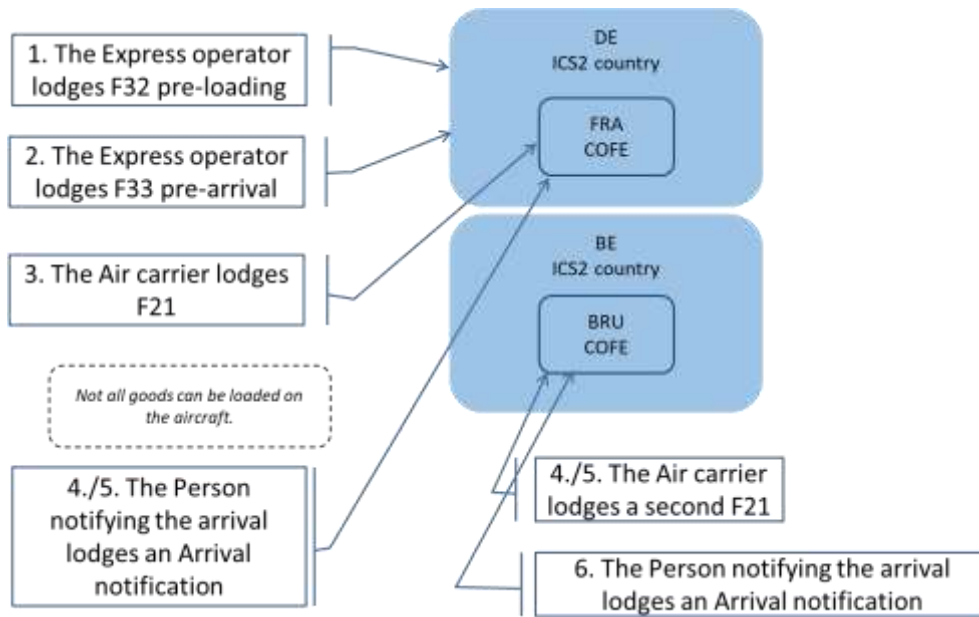 1. The Express operator
lodges F32 pre-loading
DE
ICS2 country
FRA
COFE
2. The Express operator
lodges F33 pre-arrival
3. The Air carrier lodges
F21
BE
ICS2 country
BRU
COFE
Not all goods can be loaded on
the aircraft.
4./5. The Person
notifying the arrival
lodges an Arrival
notification
4./5. The Air carrier
lodges a second F21
6. The Person notifying the arrival
lodges an Arrival notification